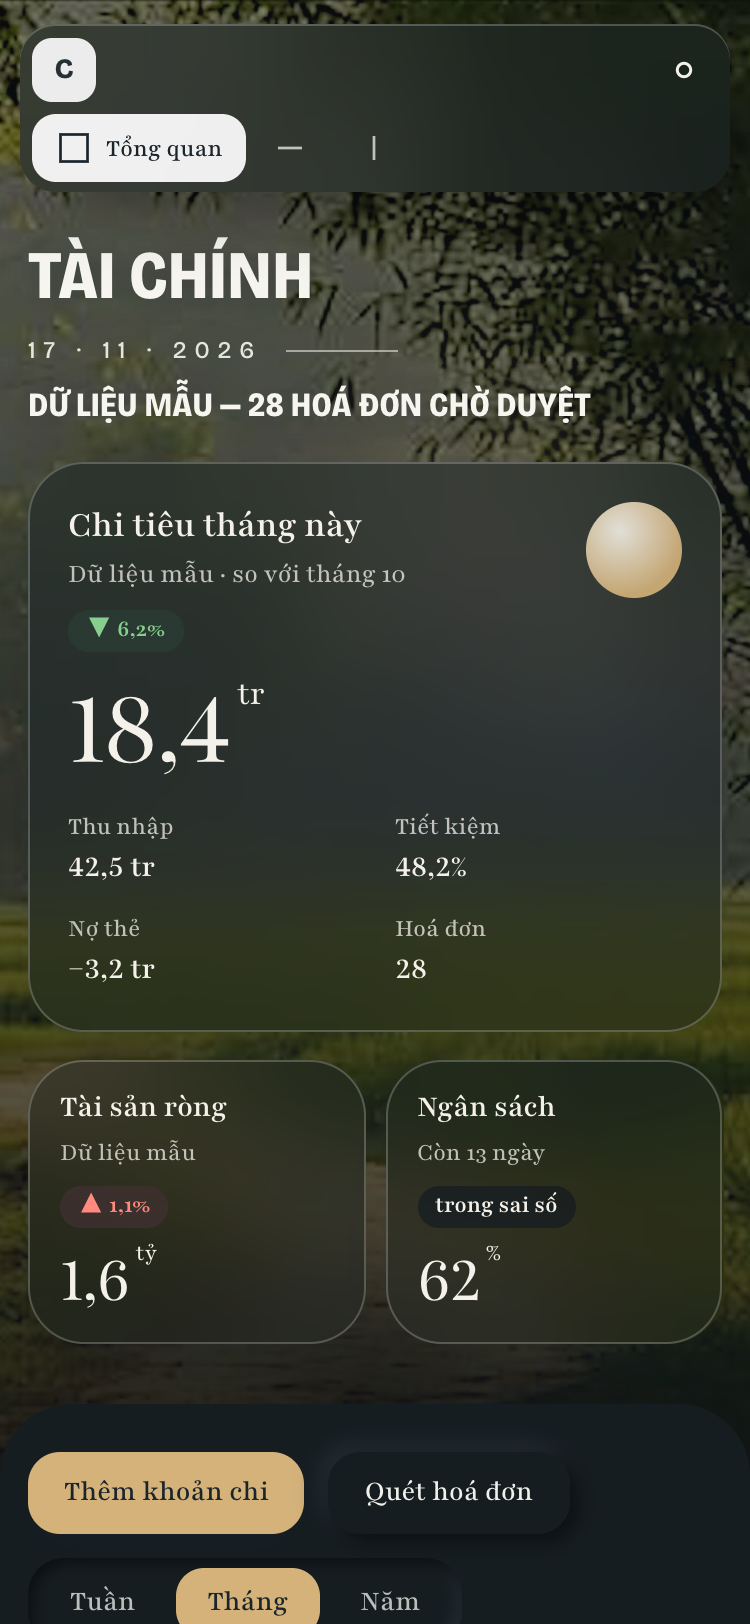 C
Tổng quan
TÀI CHÍNH
17 · 11 · 2026
DỮ LIỆU MẪU — 28 HOÁ ĐƠN CHỜ DUYỆT
Chi tiêu tháng này
Dữ liệu mẫu · so với tháng 10
▼ 6,2%
18,4 tr
Thu nhập
42,5 tr
Tiết kiệm
48,2%
Nợ thẻ
−3,2 tr
Hoá đơn
28
Tài sản ròng
Dữ liệu mẫu
▲ 1,1%
1,6 tỷ
Ngân sách
Còn 13 ngày
trong sai số
62 %
Thêm khoản chi
Quét hoá đơn
Tuần
Tháng
Năm